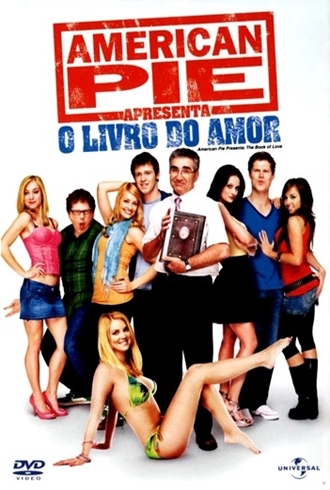 AMERICAN
PIE
APRESENTA
O LIVRO DO AMOR
American Pie Presents: The Book of Love
DVD
VIDEO
UNIVERSAL